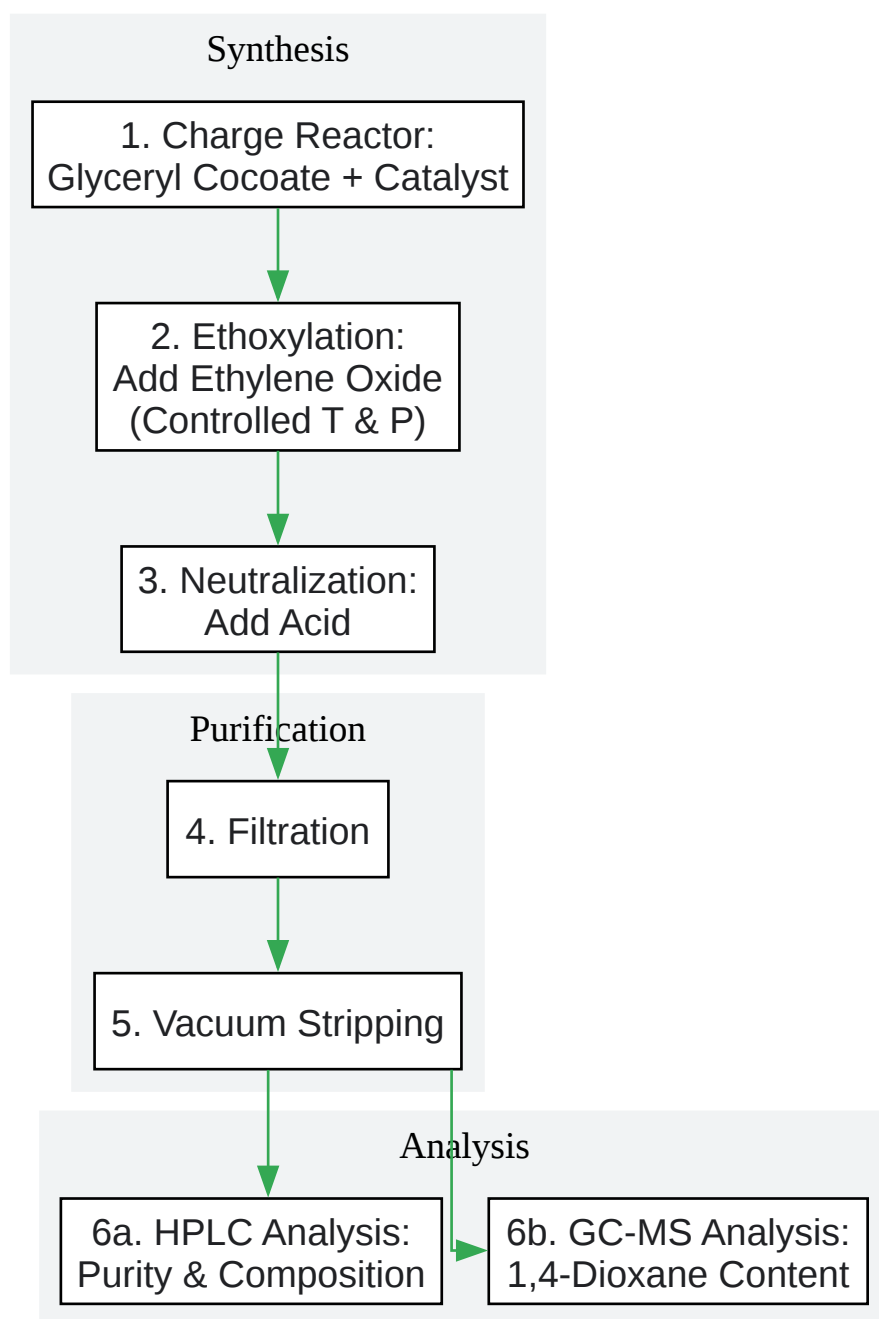 Synthesis
1. Charge Reactor:
Glyceryl Cocoate + Catalyst
2. Ethoxylation:
Add Ethylene Oxide
(Controlled T & P)
3. Neutralization:
Add Acid
Purification
4. Filtration
5. Vacuum Stripping
Analysis
6a. HPLC Analysis:
Purity & Composition
6b. GC-MS Analysis:
1,4-Dioxane Content